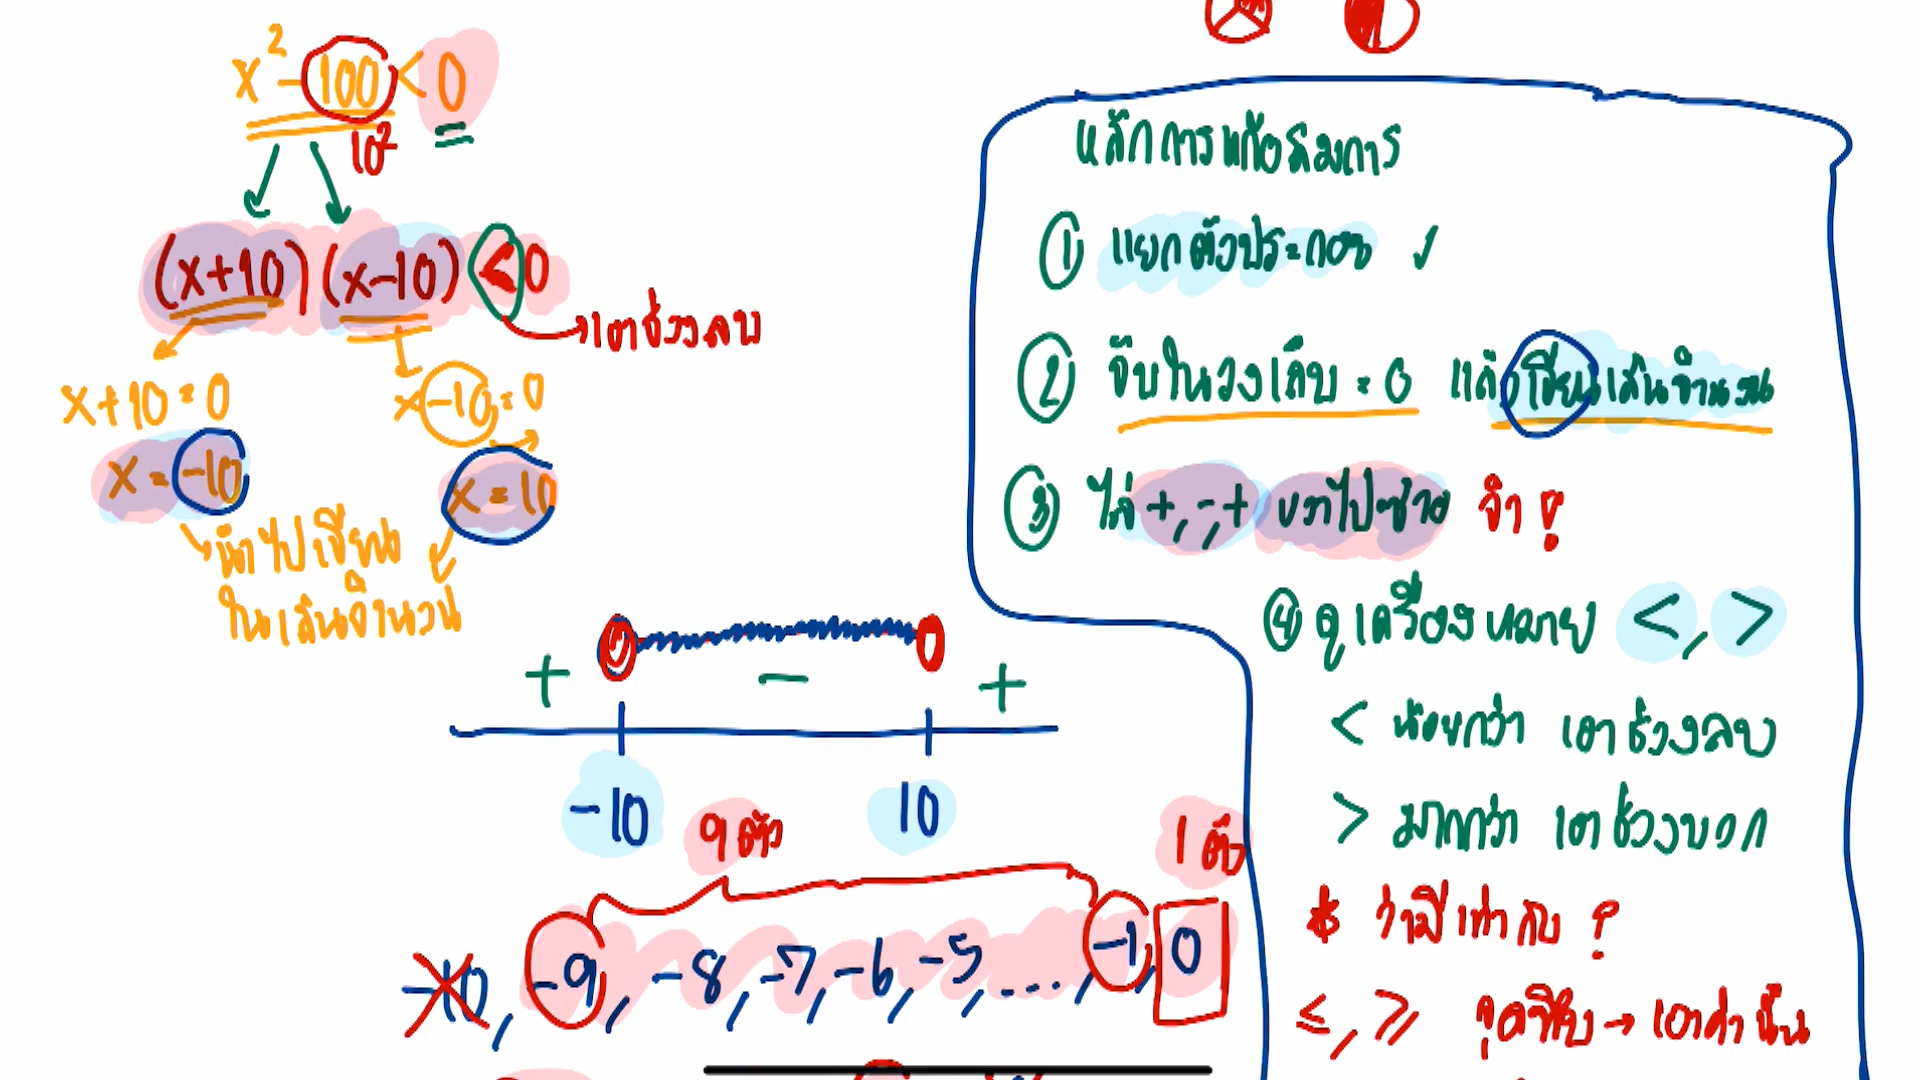 x² - 100 < 0
10²
(x+10)(x-10) < 0
เอาช่วงลบ
x+10 = 0
x-10 = 0
x = -10
x = 10
นำไปเขียน
ในเส้นจำนวน
+ - +
-10 10
9 ตัว
1 ตัว
-10, -9, -8, -7, -6, -5, ...., -1, 0
หลักการแก้อสมการ
① แยกตัวประกอบ ✓
② จับในวงเล็บ = 0 แล้วเขียนเส้นจำนวน
③ ใส่ +,-,+ ขวาไปซ้าย จำ!
④ ดูเครื่องหมาย <, >
< น้อยกว่า เอาช่วงลบ
> มากกว่า เอาช่วงบวก
* ว่ามีเท่ากับ ?
≤, ≥ จุดทึบ → เอาค่านั้น